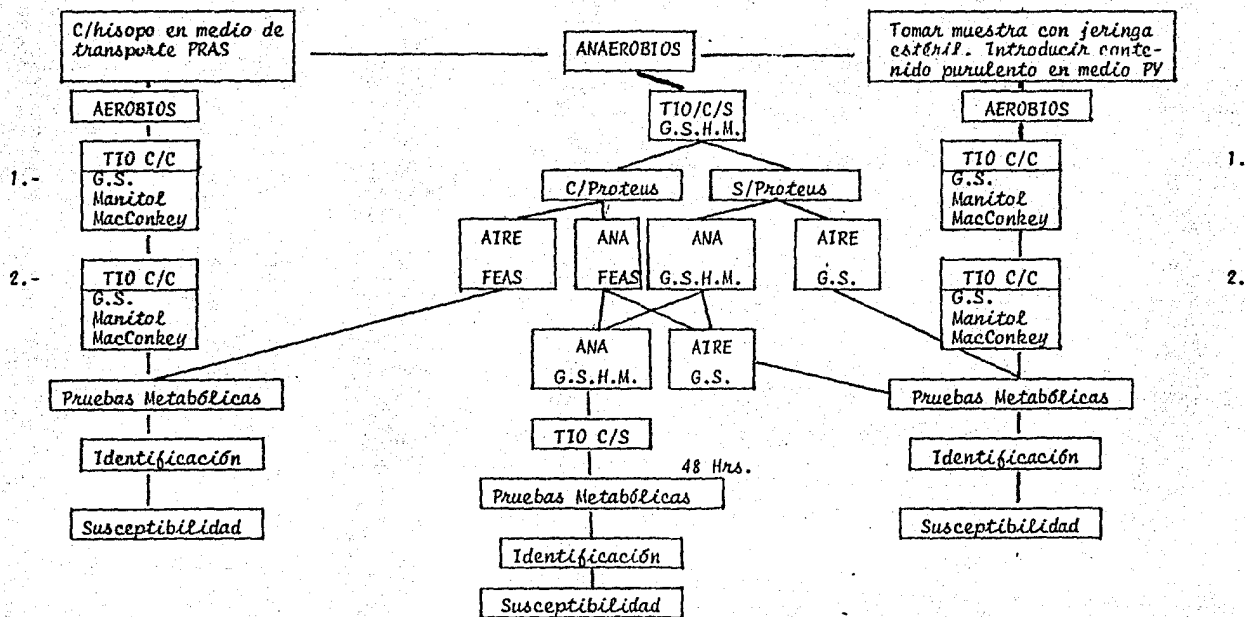 C/hisopo en medio de
transporte PRAS
ANAEROBIOS
Tomar muestra con jeringa
estéril. Introducir conte-
nido purulento en medio PY
AEROBIOS
TIO/C/S
G.S.H.M.
AEROBIOS
1.-
TIO C/C
G.S.
Manitol
MacConkey
C/Proteus
S/Proteus
TIO C/C
G.S.
Manitol
MacConkey
1.
2.-
TIO C/C
G.S.
Manitol
MacConkey
AIRE
FEAS
ANA
FEAS
ANA
G.S.H.M.
AIRE
G.S.
TIO C/C
G.S.
Manitol
MacConkey
2.
ANA
G.S.H.M.
AIRE
G.S.
Pruebas Metabólicas
Pruebas Metabólicas
TIO C/S
Identificación
48 Hrs.
Pruebas Metabólicas
Identificación
Susceptibilidad
Identificación
Susceptibilidad
Susceptibilidad